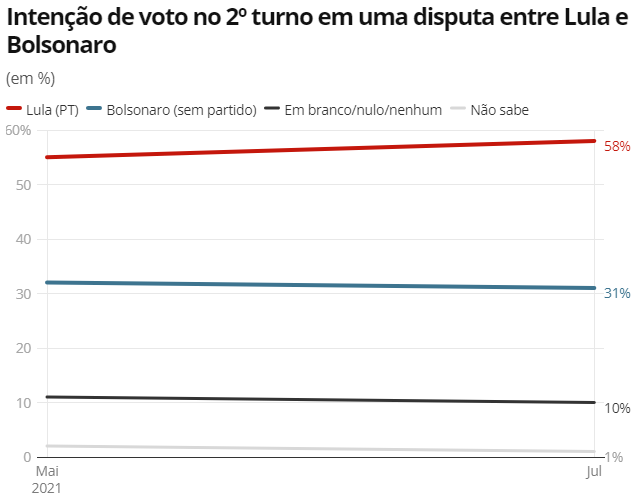 Intenção de voto no 2º turno em uma disputa entre Lula e
Bolsonaro
(em %)
Lula (PT) Bolsonaro (sem partido) Em branco/nulo/nenhum Não sabe
60%
58%
50
40
30
31%
20
10
10%
0
1%
Mai Jul
2021